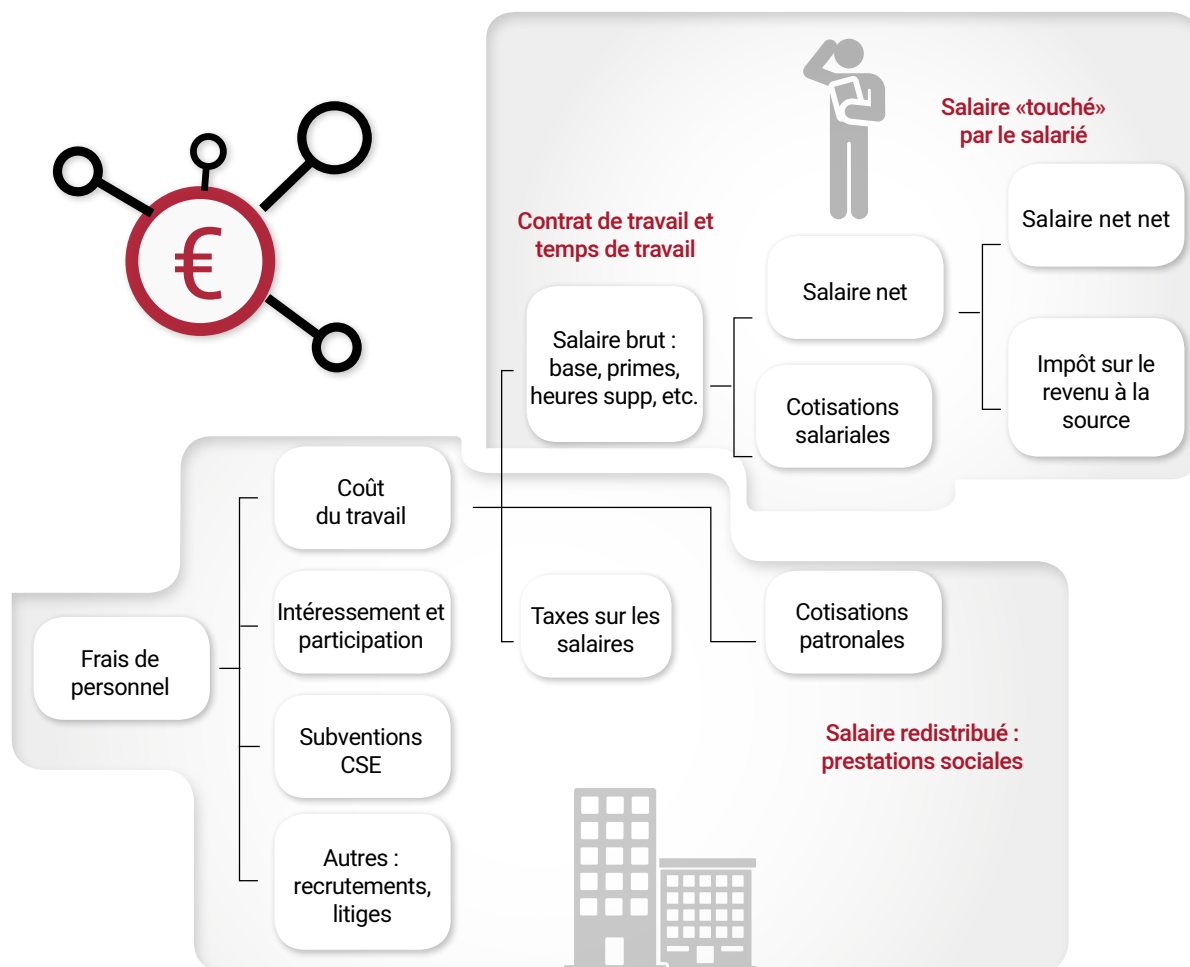 €
Salaire «touché»
par le salarié
Salaire net net
Contrat de travail et
temps de travail
Salaire net
Salaire brut :
base, primes,
heures supp, etc.
Impôt sur le
revenu à la
source
Cotisations
salariales
Coût
du travail
Intéressement et
participation
Taxes sur les
salaires
Cotisations
patronales
Frais de
personnel
Subventions
CSE
Salaire redistribué :
prestations sociales
Autres :
recrutements,
litiges